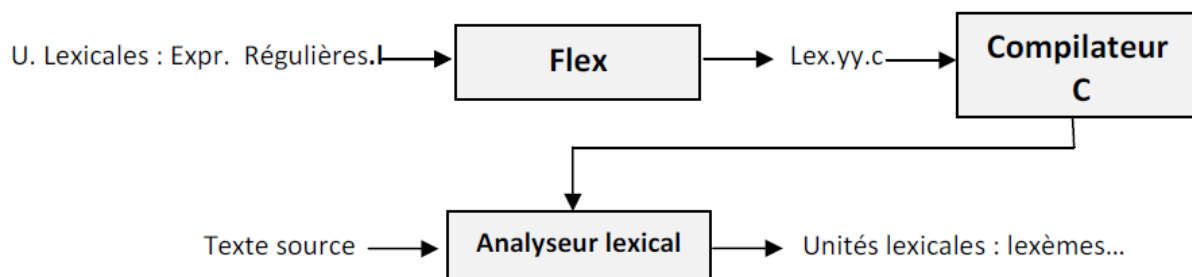 U. Lexicales : Expr. Régulières.l
Flex
Lex.yy.c
Compilateur
C
Texte source
Analyseur lexical
Unités lexicales : lexèmes...